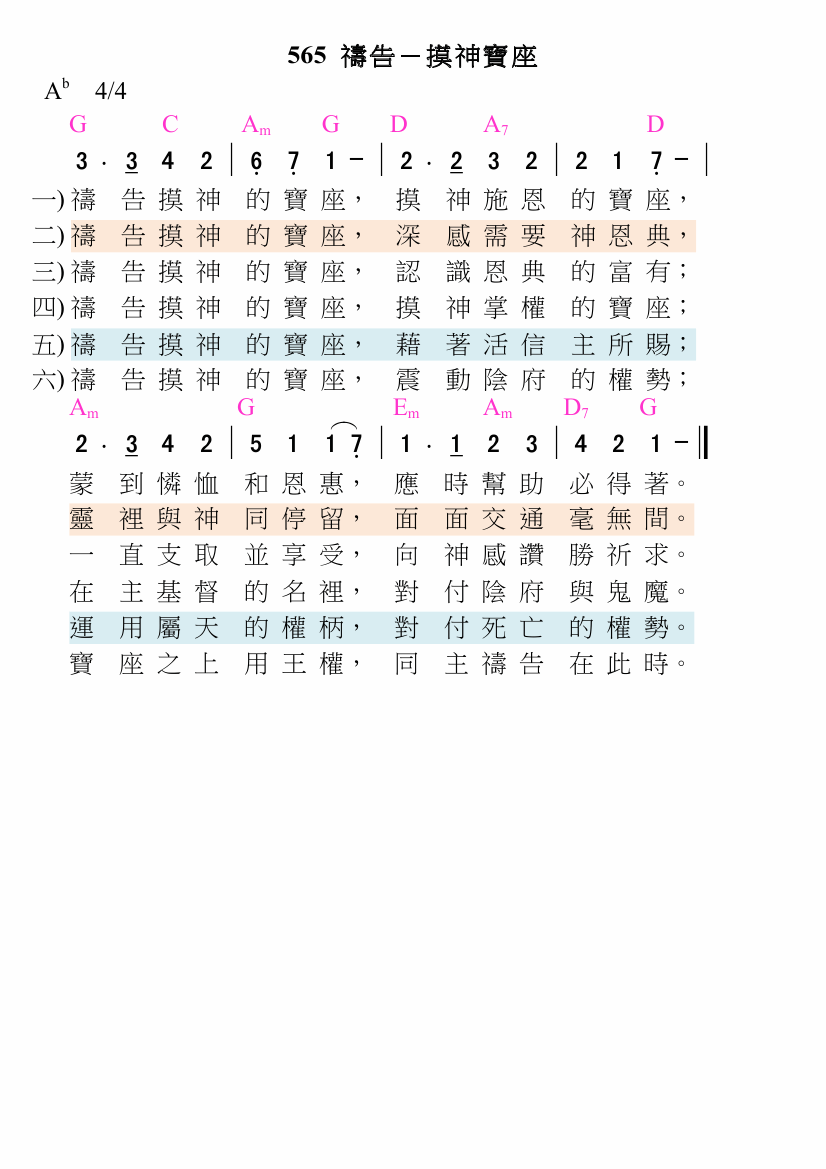 565 禱告－摸神寶座
A♭ 4/4
G C Am G D A7 D
3 · 3 4 2 | 6̣ 7̣ 1 － | 2 · 2 3 2 | 2 1 7̣ － |
一) 禱告摸神的寶座，摸神施恩的寶座，
二) 禱告摸神的寶座，深感需要神恩典，
三) 禱告摸神的寶座，認識恩典的富有；
四) 禱告摸神的寶座，摸神掌權的寶座；
五) 禱告摸神的寶座，藉著活信主所賜；
六) 禱告摸神的寶座，震動陰府的權勢；
Am G Em Am D7 G
2 · 3 4 2 | 5 1 1 7̣ | 1 · 1 2 3 | 4 2 1 － ‖
蒙到憐恤和恩惠，應時幫助必得著。
靈裡與神同停留，面面交通毫無間。
一直支取並享受，向神感讚勝祈求。
在主基督的名裡，對付陰府與鬼魔。
運用屬天的權柄，對付死亡的權勢。
寶座之上用王權，同主禱告在此時。